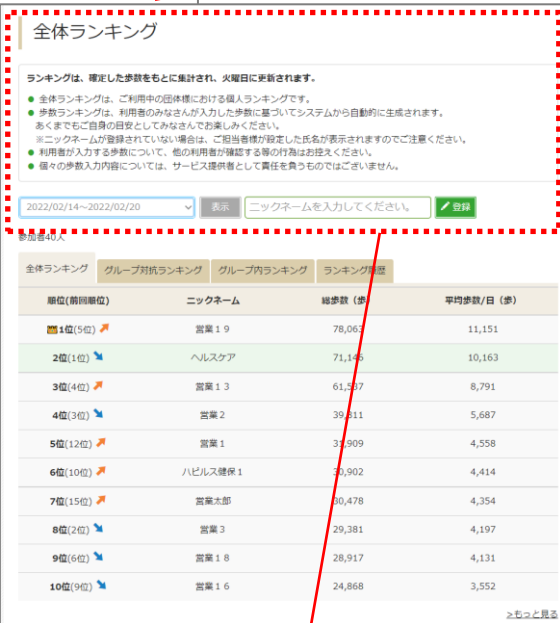 全体ランキング
ランキングは、確定した歩数をもとに集計され、火曜日に更新されます。
● 全体ランキングは、ご利用中の団体様における個人ランキングです。
● 歩数ランキングは、利用者のみなさんが入力した歩数に基づいてシステムから自動的に生成されます。
あくまでもご自身の目安としてみなさんでお楽しみください。
※ニックネームが登録されていない場合は、ご担当者様が設定した氏名が表示されますのでご注意ください。
● 利用者が入力する歩数について、他の利用者が確認する等の行為はお控えください。
● 個々の歩数入力内容については、サービス提供者として責任を負うものではございません。
2022/02/14～2022/02/20 表示 ニックネームを入力してください。 登録
参加者40人
全体ランキング グループ対抗ランキング グループ内ランキング ランキング履歴
順位(前回順位) ニックネーム 総歩数（歩） 平均歩数/日（歩）
1位(5位) 営業１９ 78,063 11,151
2位(1位) ヘルスケア 71,145 10,163
3位(4位) 営業１３ 61,537 8,791
4位(3位) 営業２ 39,811 5,687
5位(12位) 営業１ 31,909 4,558
6位(10位) ハピルス健保１ 30,902 4,414
7位(15位) 営業太郎 30,478 4,354
8位(2位) 営業３ 29,381 4,197
9位(6位) 営業１８ 28,917 4,131
10位(9位) 営業１６ 24,868 3,552
>もっと見る